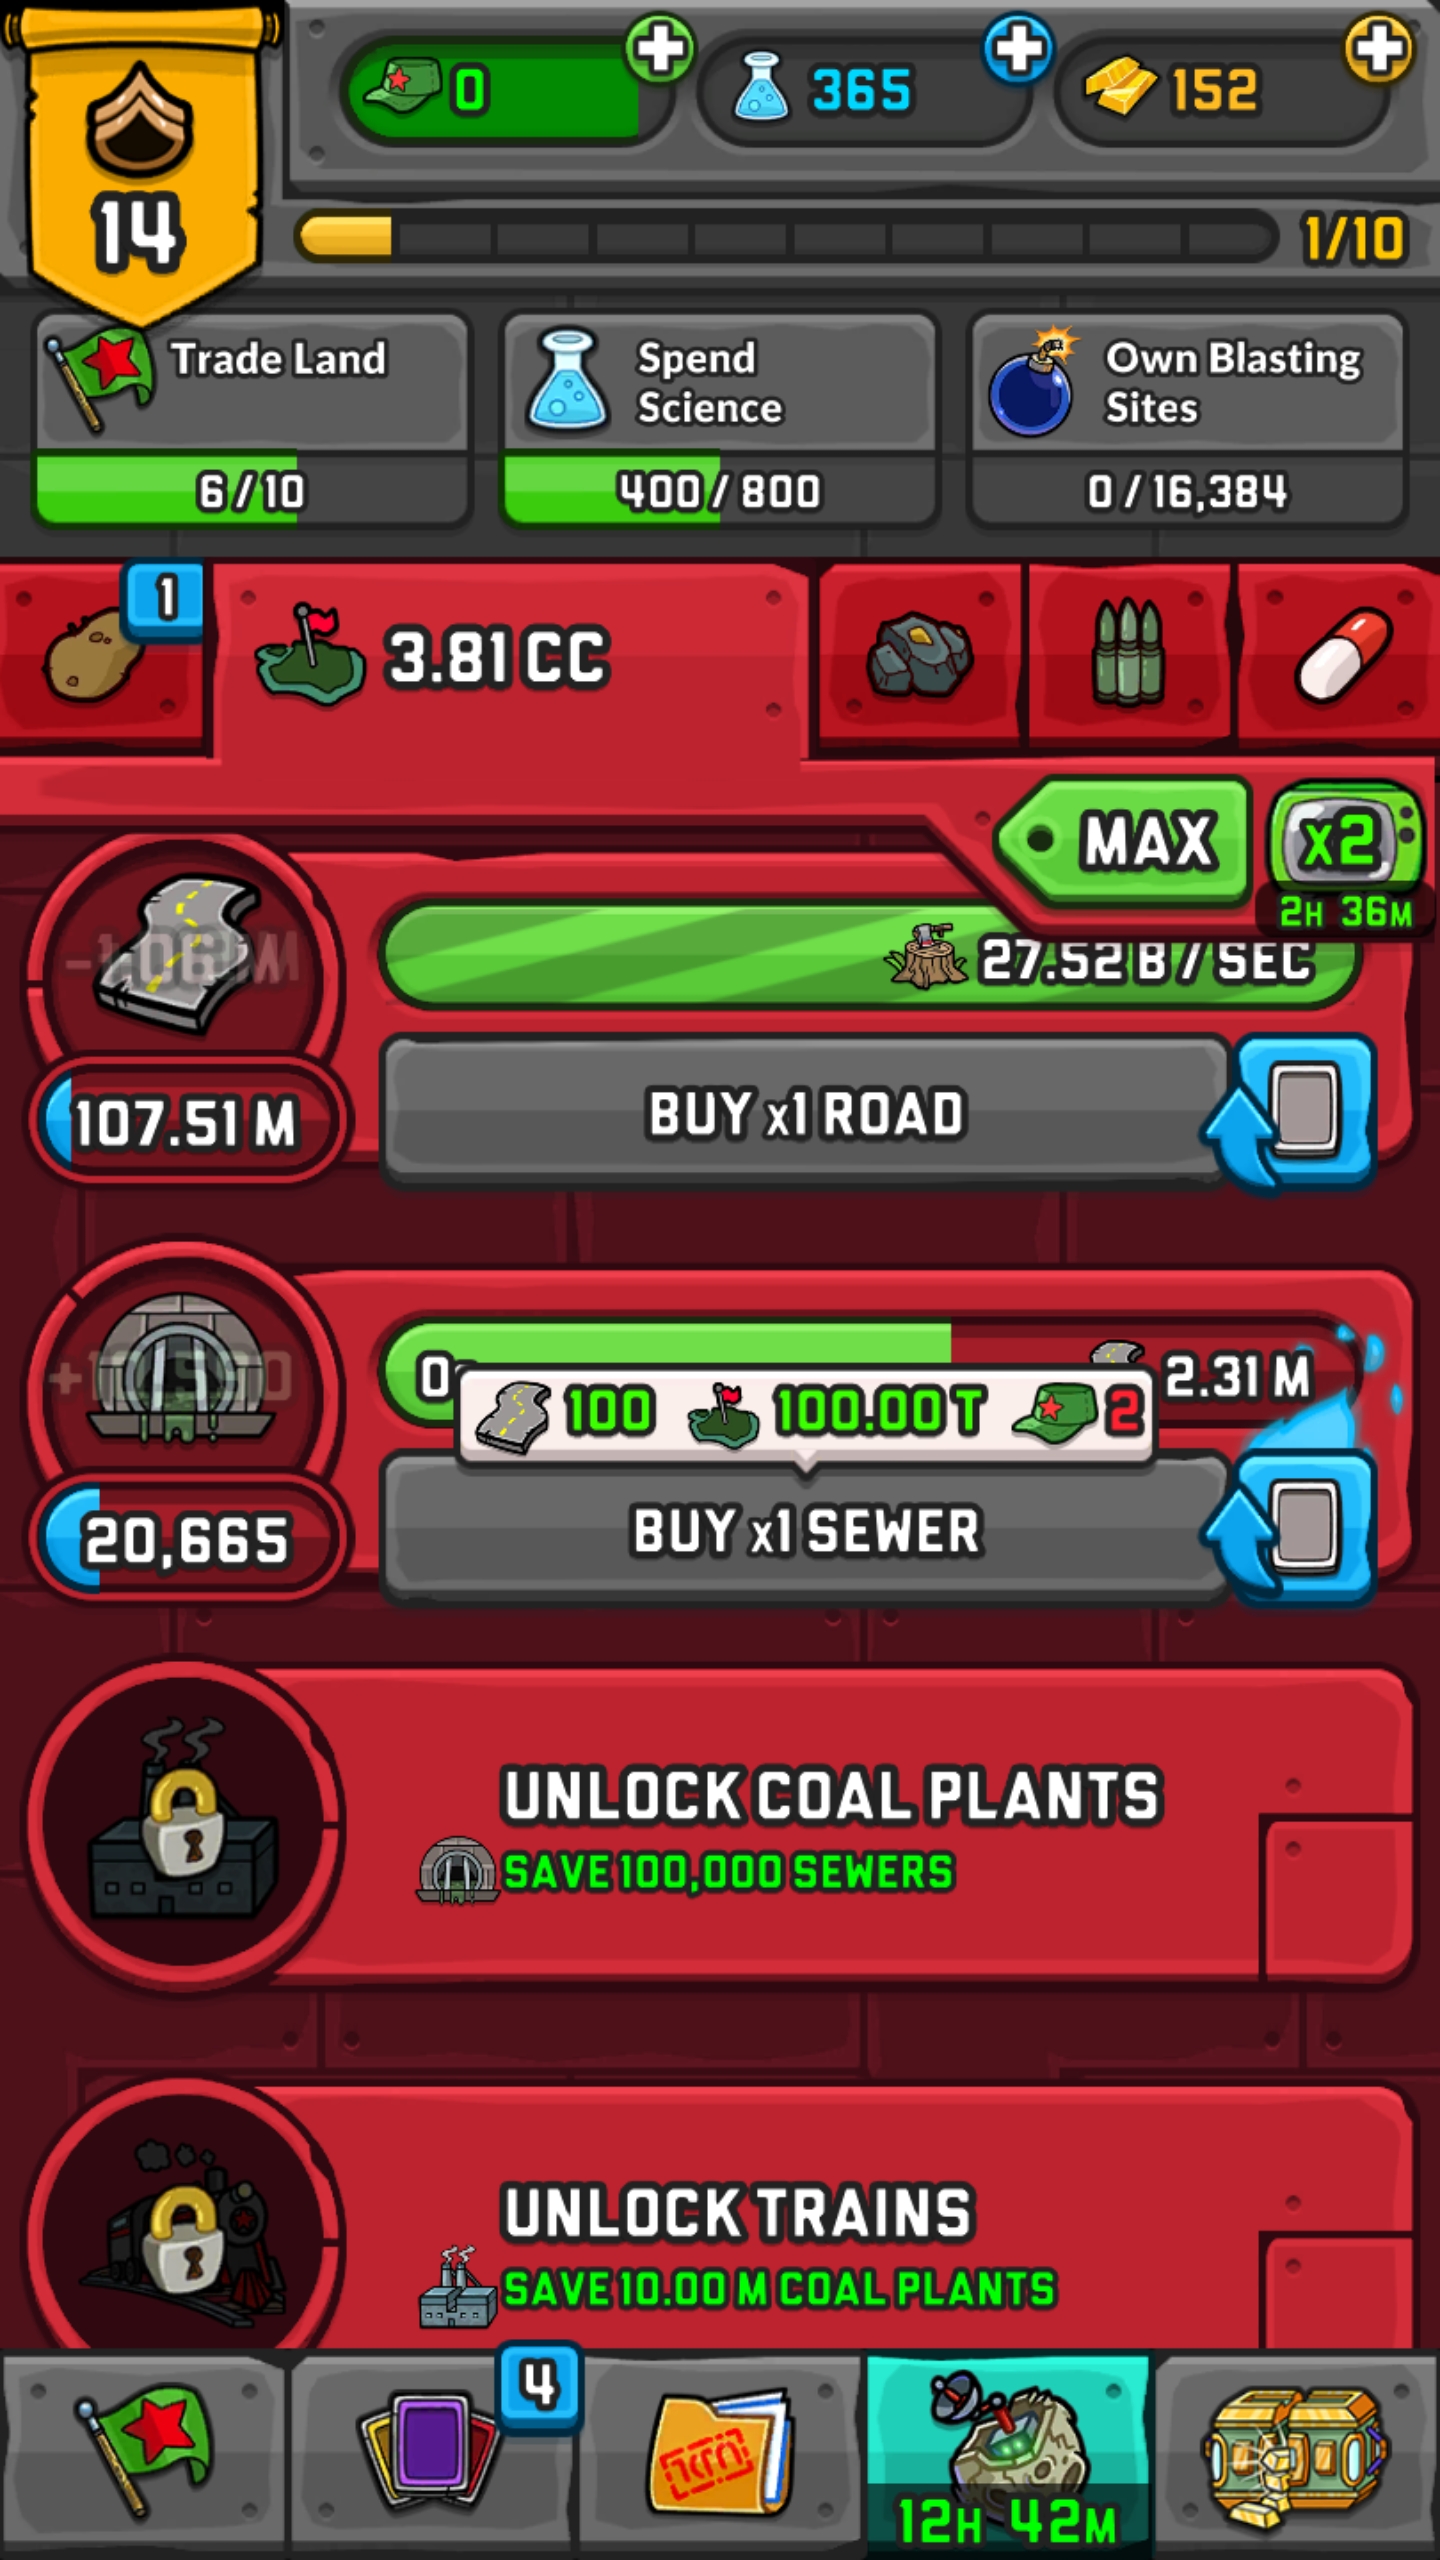 0
365
152
14
1/10
Trade Land
6/10
Spend
Science
400/800
Own Blasting
Sites
0/16,384
1
3.81 CC
MAX
x2
2H 36M
27.52 B / SEC
107.51 M
BUY x1 ROAD
0
2.31 M
100
100.00 T
2
20,665
BUY x1 SEWER
UNLOCK COAL PLANTS
SAVE 100,000 SEWERS
UNLOCK TRAINS
SAVE 10.00 M COAL PLANTS
4
12H 42M